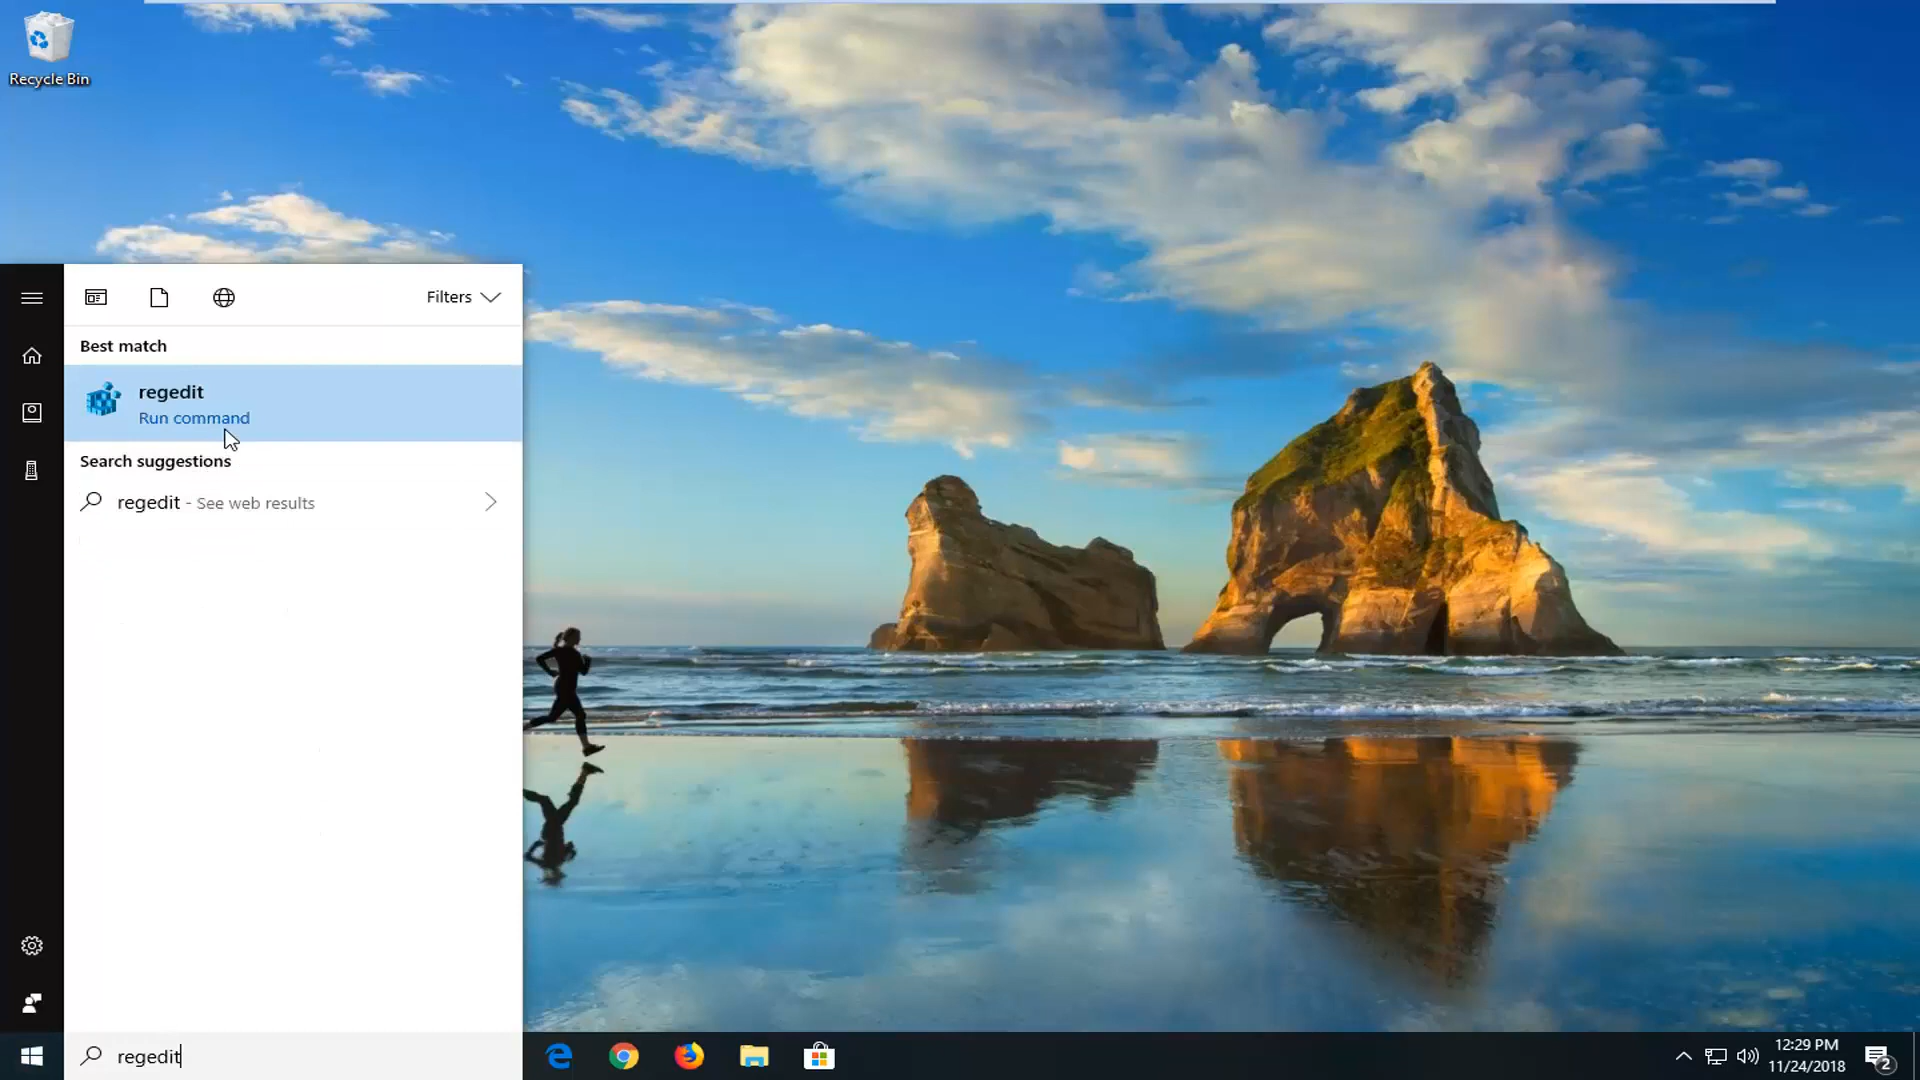 Recycle Bin
Filters
Best match
regedit
Run command
Search suggestions
regedit - See web results
regedit
12:29 PM
11/24/2018
2